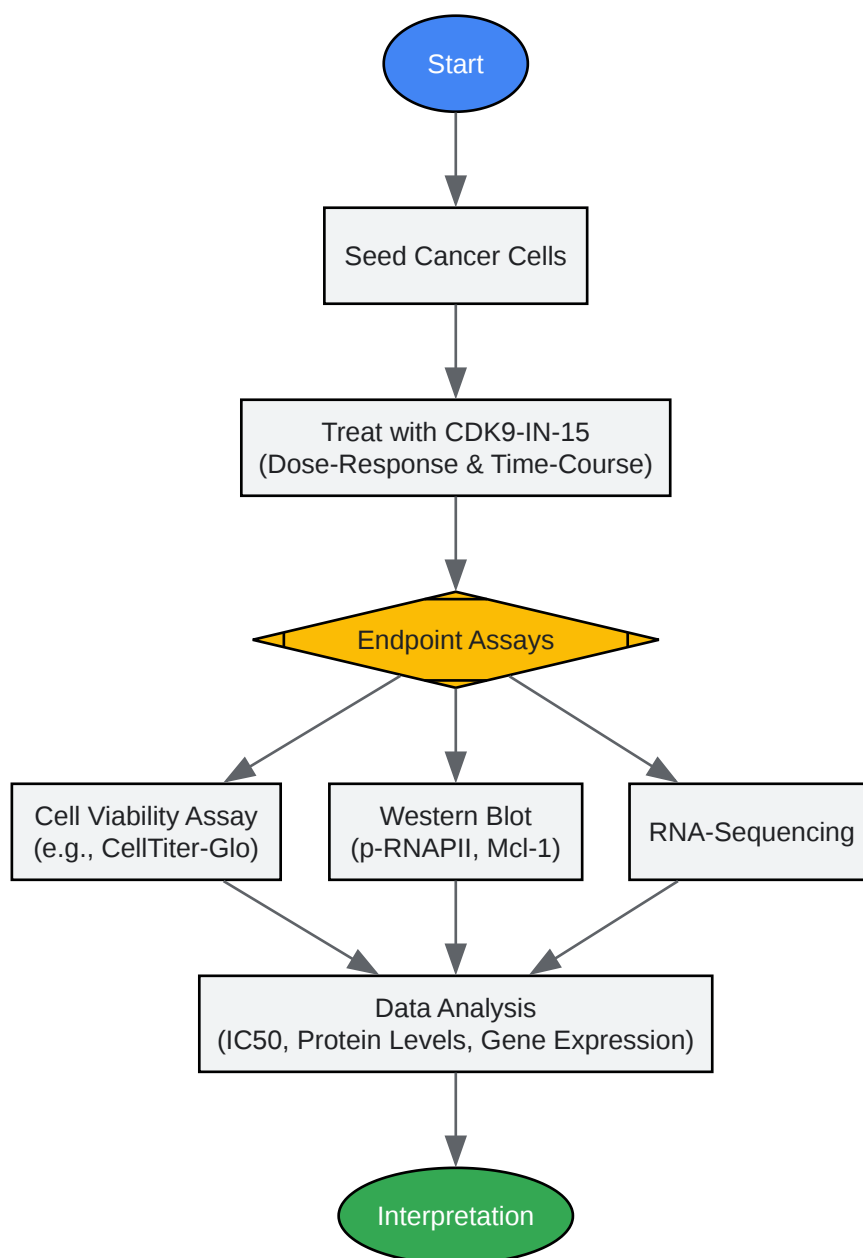 Start
Seed Cancer Cells
Treat with CDK9-IN-15
(Dose-Response & Time-Course)
Endpoint Assays
Cell Viability Assay
(e.g., CellTiter-Glo)
Western Blot
(p-RNAPII, Mcl-1)
RNA-Sequencing
Data Analysis
(IC50, Protein Levels, Gene Expression)
Interpretation